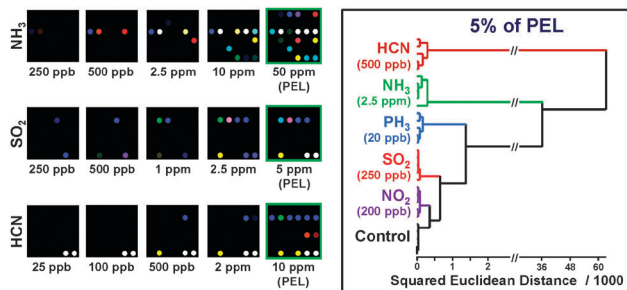 NH3
250 ppb 500 ppb 2.5 ppm 10 ppm 50 ppm
(PEL)
SO2
250 ppb 500 ppb 1 ppm 2.5 ppm 5 ppm
(PEL)
HCN
25 ppb 100 ppb 500 ppb 2 ppm 10 ppm
(PEL)
5% of PEL
HCN
(500 ppb)
NH3
(2.5 ppm)
PH3
(20 ppb)
SO2
(250 ppb)
NO2
(200 ppb)
Control
//
//
//
0 1 2 // 36 48 60
Squared Euclidean Distance / 1000